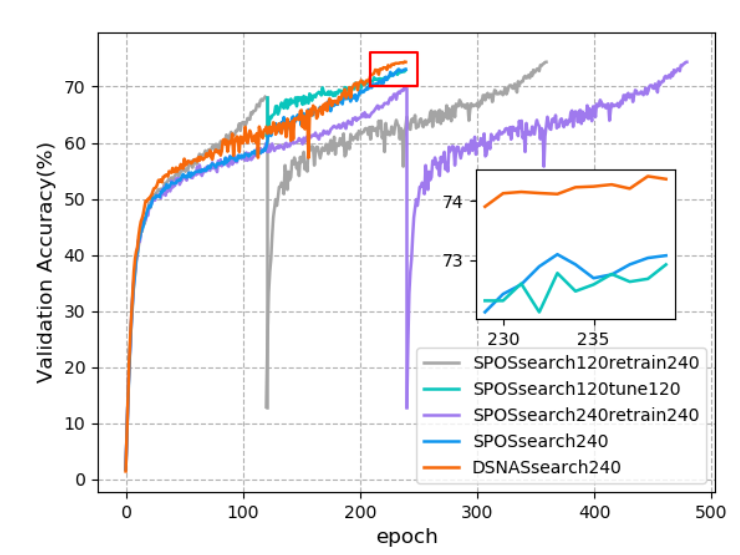 Validation Accuracy(%)
70
60
50
40
30
20
10
0
74
73
230 235
SPOSsearch120retrain240
SPOSsearch120tune120
SPOSsearch240retrain240
SPOSsearch240
DSNASsearch240
0 100 200 300 400 500
epoch